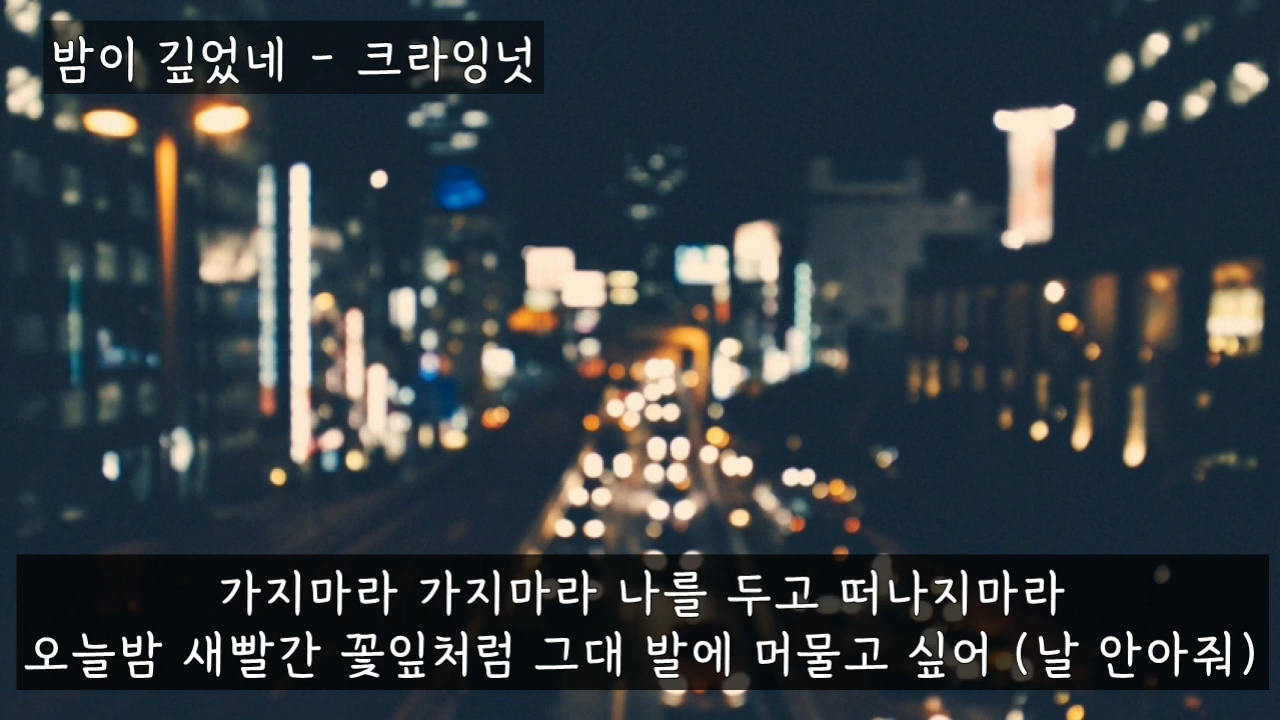 밤이 깊었네 - 크라잉넛
가지마라 가지마라 나를 두고 떠나지마라
오늘밤 새빨간 꽃잎처럼 그대 발에 머물고 싶어 (날 안아줘)